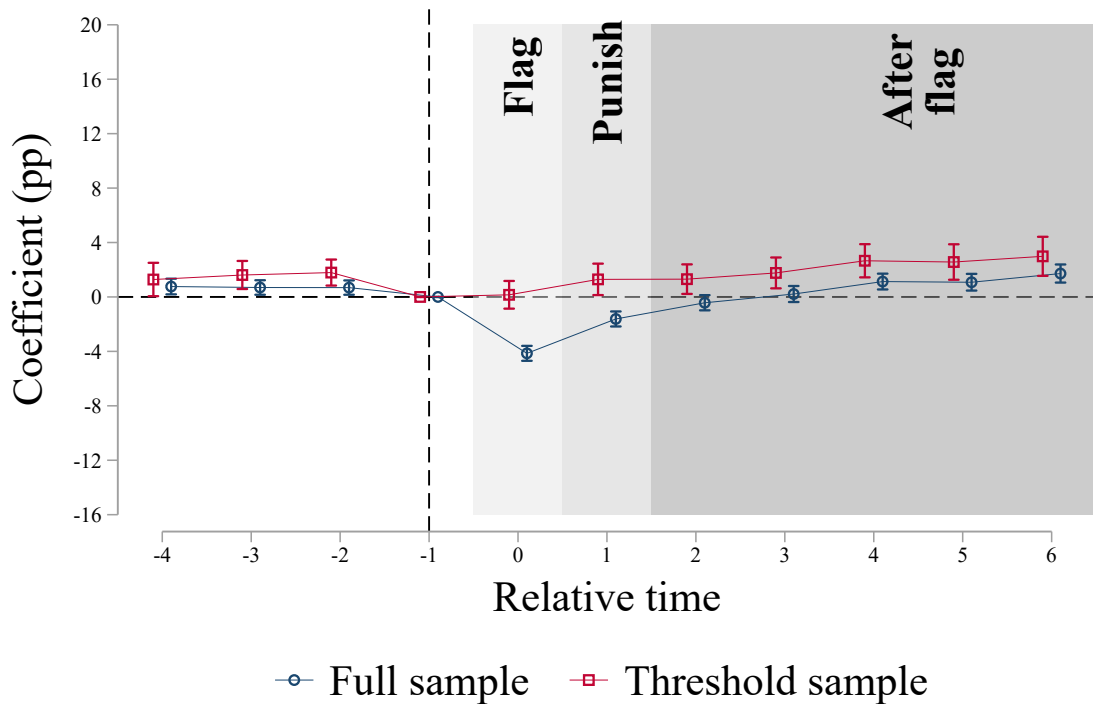 20
16
12
8
4
0
-4
-8
-12
-16
Coefficient (pp)
Flag
Punish
After
flag
-4 -3 -2 -1 0 1 2 3 4 5 6
Relative time
Full sample Threshold sample